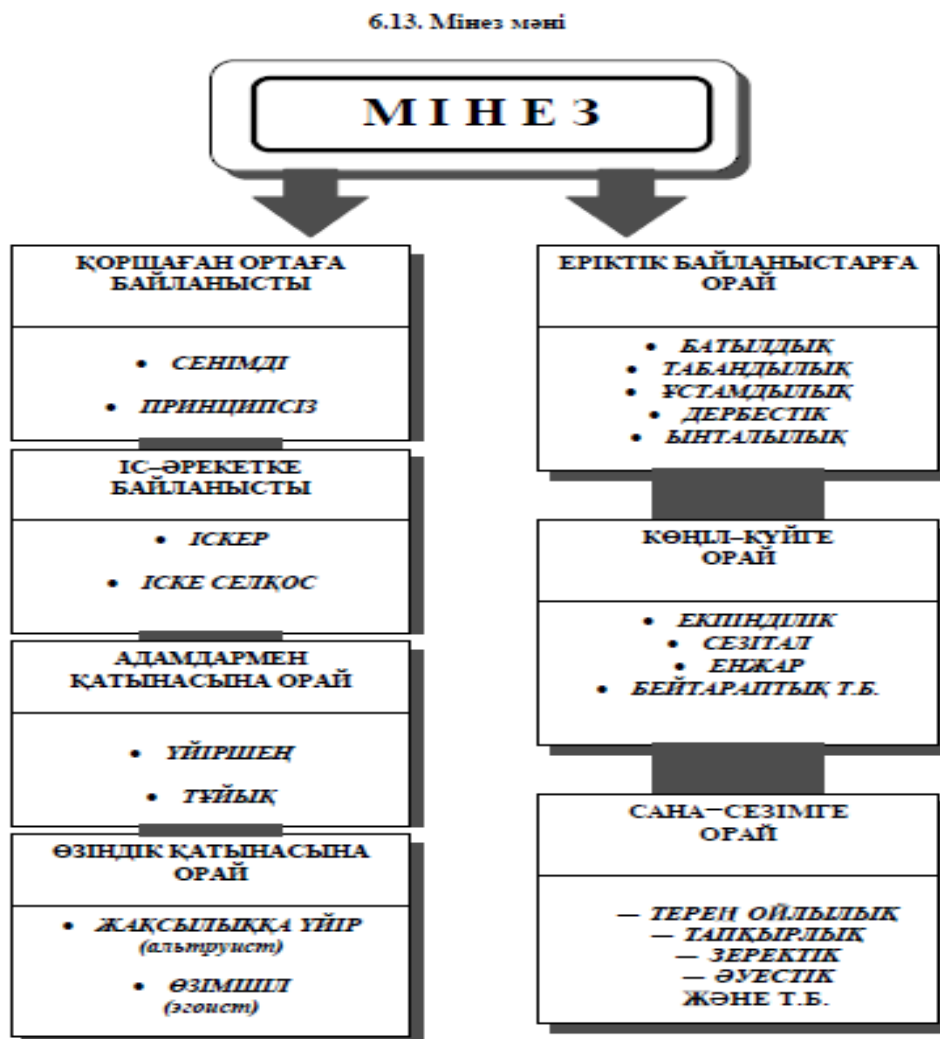 6.13. Мінез мәні
М І Н Е З
ҚОРШАҒАН ОРТАҒА
БАЙЛАНЫСТЫ
• СЕНІМДІ
• ПРИНЦИПСІЗ
ІС–ӘРЕКЕТКЕ
БАЙЛАНЫСТЫ
• ІСКЕР
• ІСКЕ СЕЛҚОС
АДАМДАРМЕН
ҚАТЫНАСЫНА ОРАЙ
• ҮЙІРШЕҢ
• ТҰЙЫҚ
ӨЗІНДІК ҚАТЫНАСЫНА
ОРАЙ
• ЖАҚСЫЛЫҚҚА ҮЙІР
(альтруист)
• ӨЗІМШІЛ
(эгоист)
ЕРІКТІК БАЙЛАНЫСТАРҒА
ОРАЙ
• БАТЫЛДЫҚ
• ТАБАНДЫЛЫҚ
• ҰСТАМДЫЛЫҚ
• ДЕРБЕСТІК
• ЫНТАЛЫЛЫҚ
КӨҢІЛ–КҮЙГЕ
ОРАЙ
• ЕКПІНДІЛІК
• СЕЗІТАЛ
• ЕНЖАР
• БЕЙТАРАПТЫҚ Т.Б.
САНА–СЕЗІМГЕ
ОРАЙ
— ТЕРЕҢ ОЙЛЫЛЫҚ
— ТАПҚЫРЛЫҚ
— ЗЕРЕКТІК
— ӘУЕСТІК
ЖӘНЕ Т.Б.